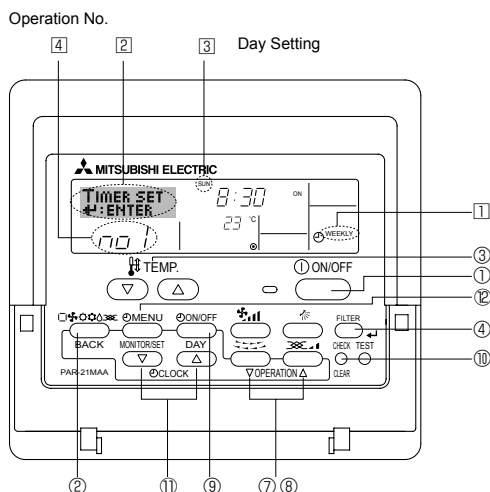 Operation No.
4 2 3 Day Setting
MITSUBISHI ELECTRIC
SUN
TIMER SET
↵:ENTER
8:30 ON
23 °C
WEEKLY
no 1
1
TEMP.
ON/OFF
③
①
⑫
MENU
ON/OFF
FILTER
④
BACK
MONITOR/SET
DAY
CHECK TEST
⑩
PAR-21MAA
CLOCK
▽OPERATION△
CLEAR
② ⑪ ⑨ ⑦ ⑧